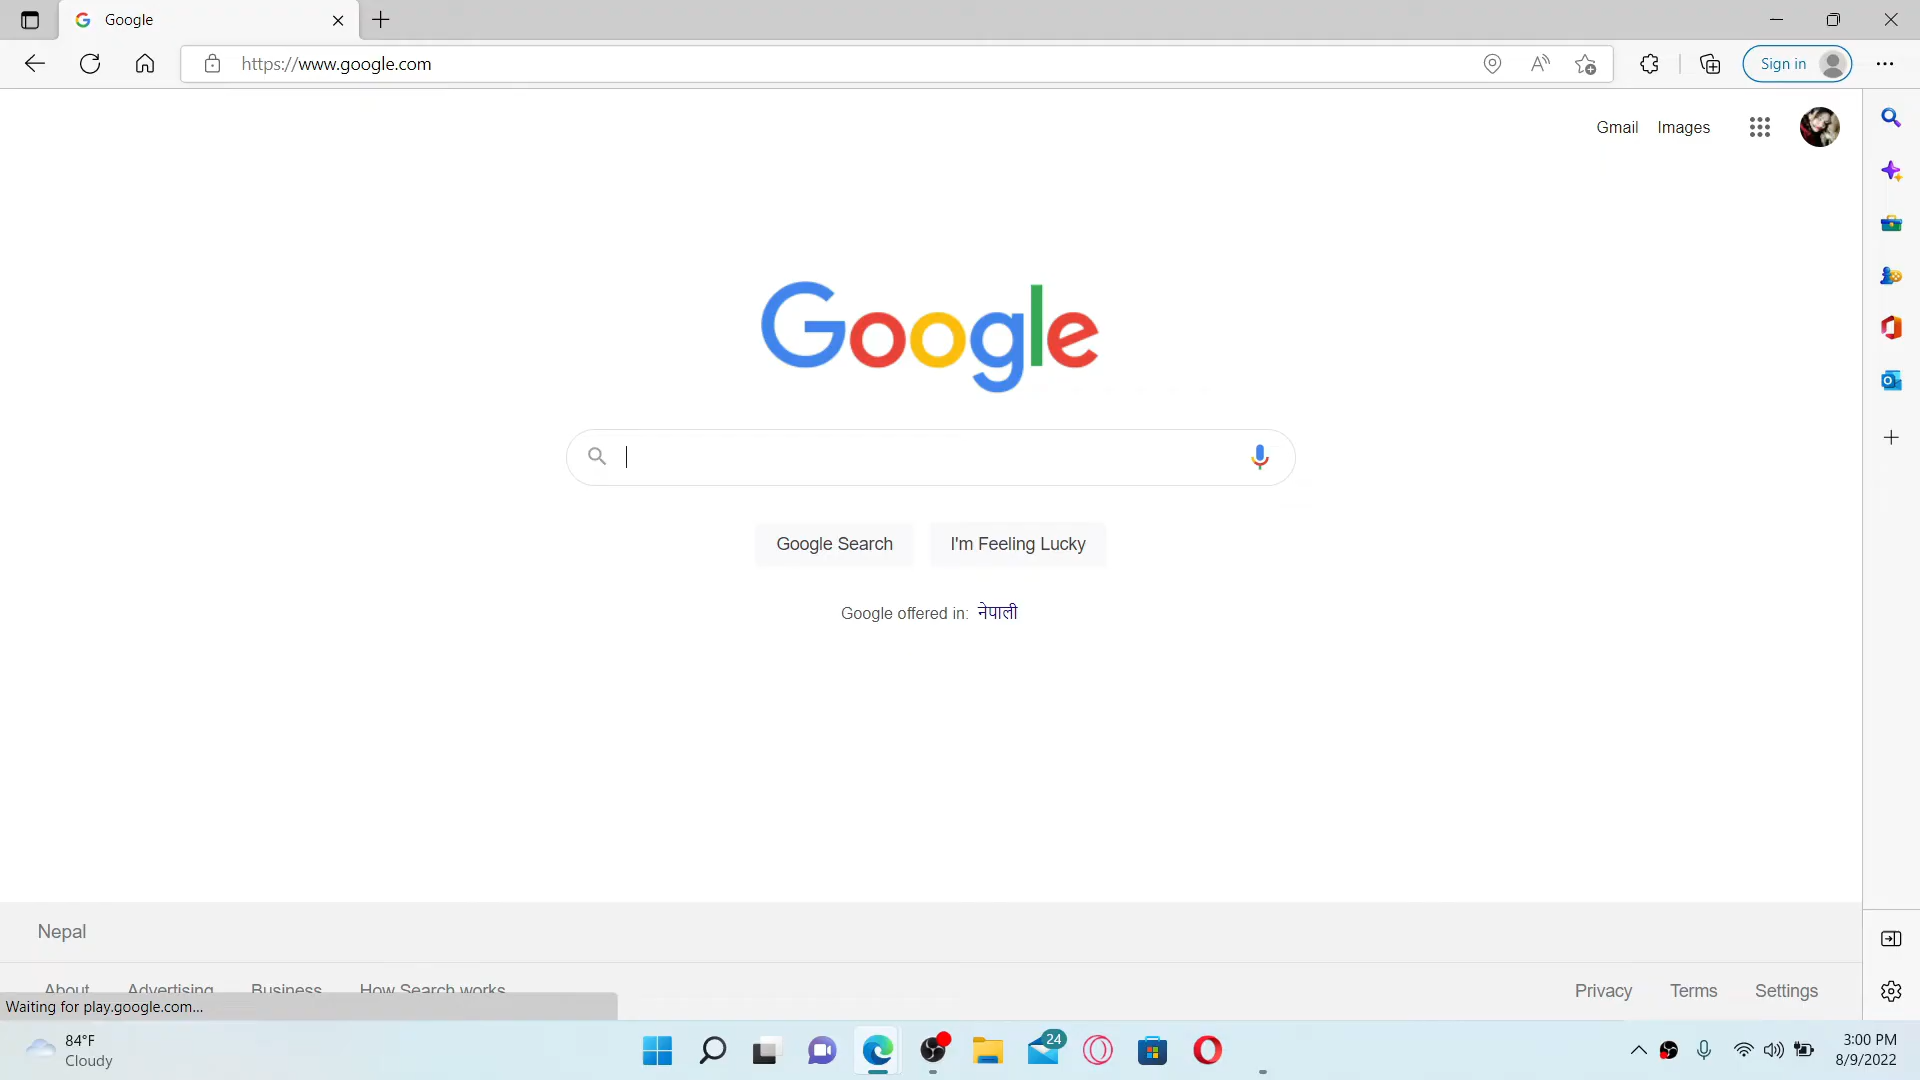 Google
https://www.google.com
Sign in
Gmail Images
Google
Google Search I'm Feeling Lucky
Google offered in: नेपाली
Nepal
About Advertising Business How Search works
Privacy Terms Settings
Waiting for play.google.com...
84°F
Cloudy
24
3:00 PM
8/9/2022